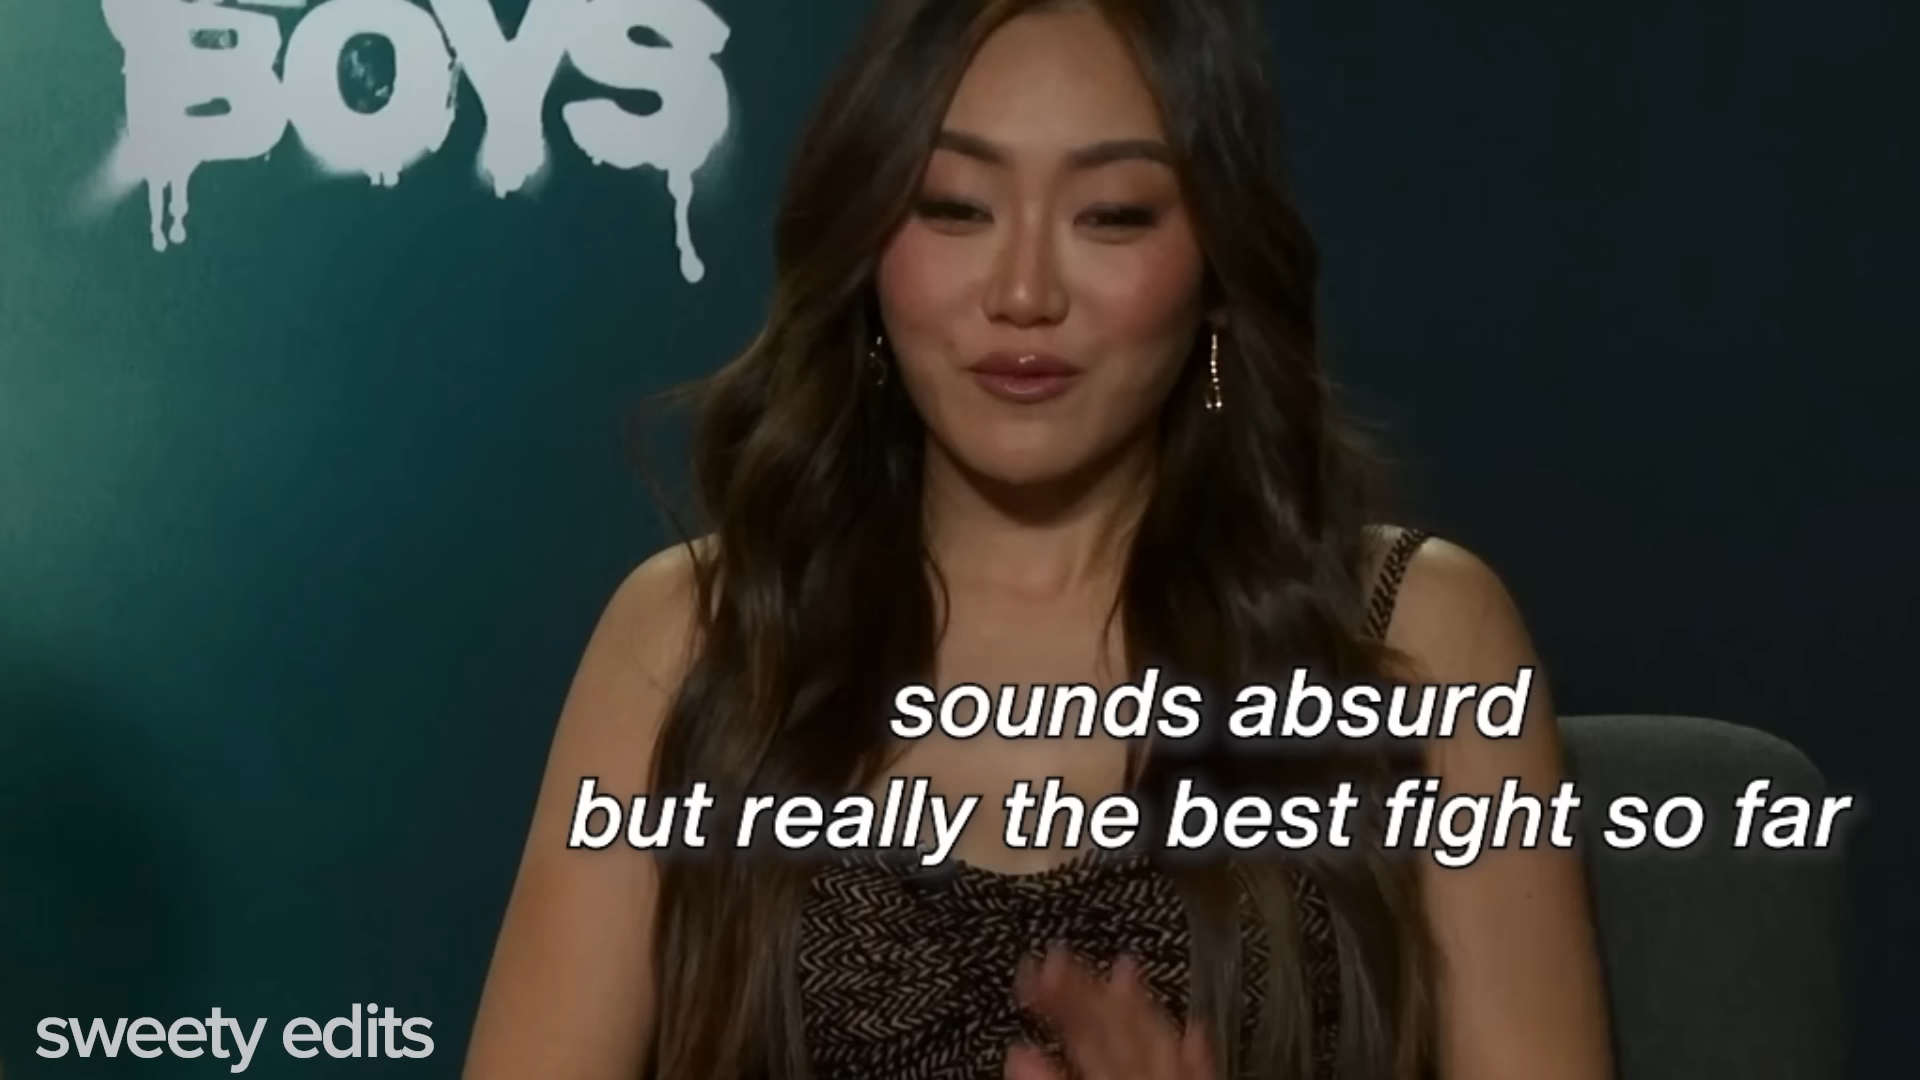 BOYS
sounds absurd
but really the best fight so far
sweety edits